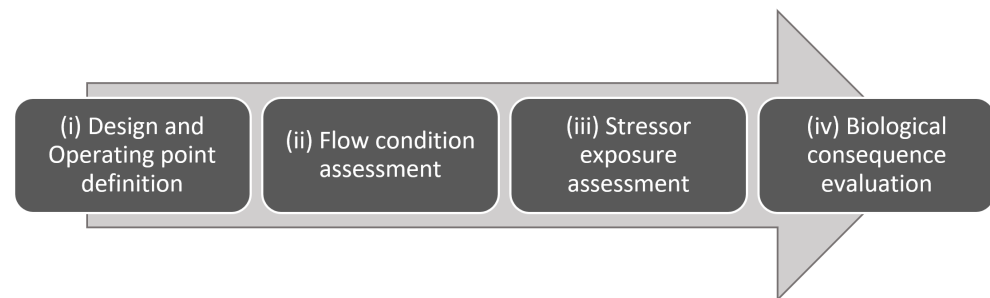 (i) Design and
Operating point
definition
(ii) Flow condition
assessment
(iii) Stressor
exposure
assessment
(iv) Biological
consequence
evaluation